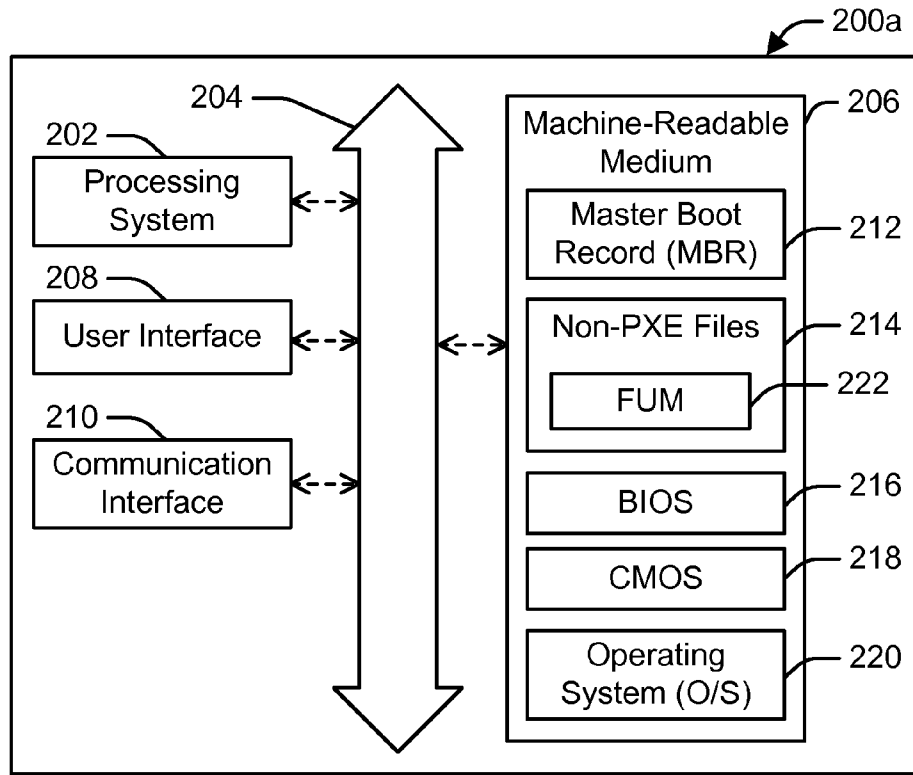 200a
204
202
Processing
System
208
User Interface
210
Communication
Interface
206
Machine-Readable
Medium
Master Boot
Record (MBR)
212
Non-PXE Files
214
FUM
222
BIOS
216
CMOS
218
Operating
System (O/S)
220